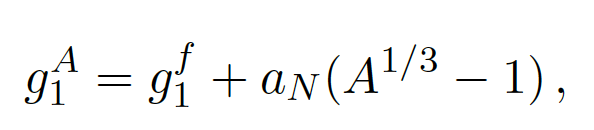 $g_1^A = g_1^f + a_N(A^{1/3} - 1)\,,$